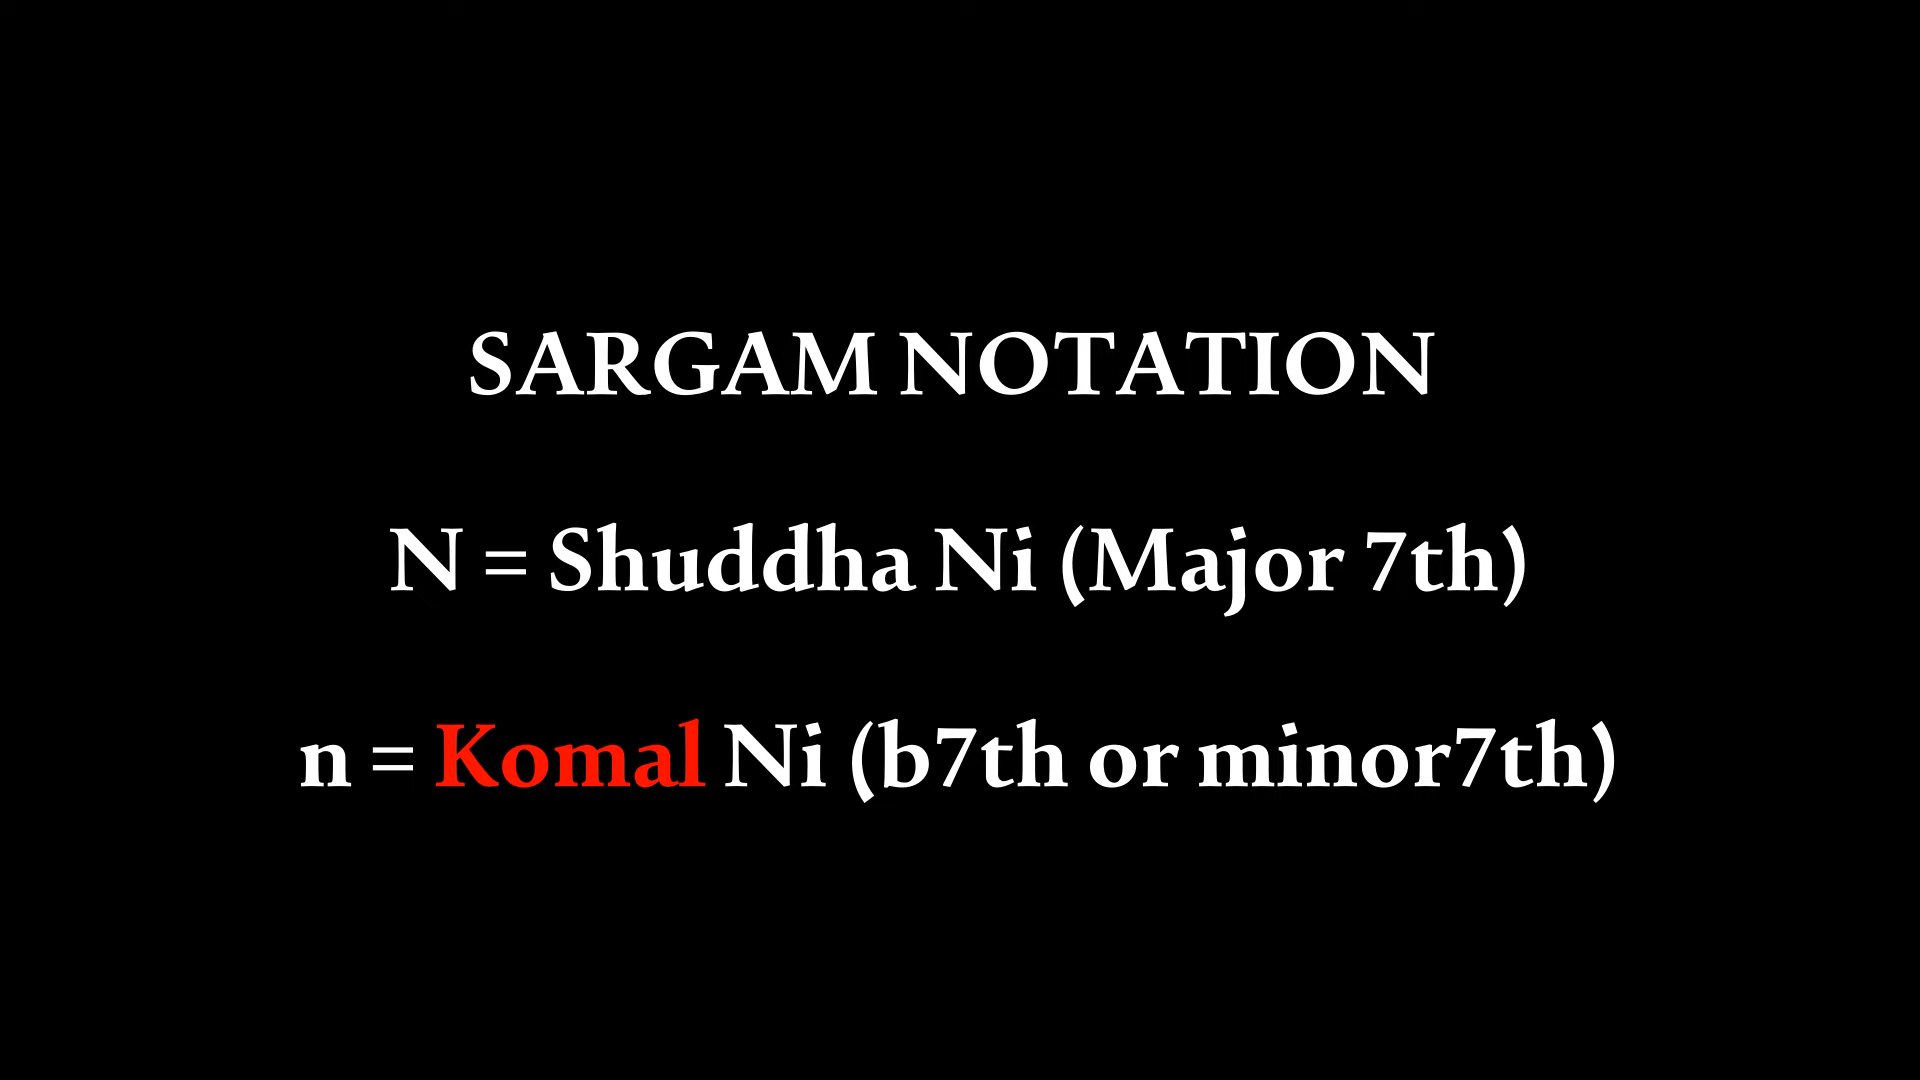 SARGAM NOTATION
N = Shuddha Ni (Major 7th)
n = Komal Ni (b7th or minor7th)